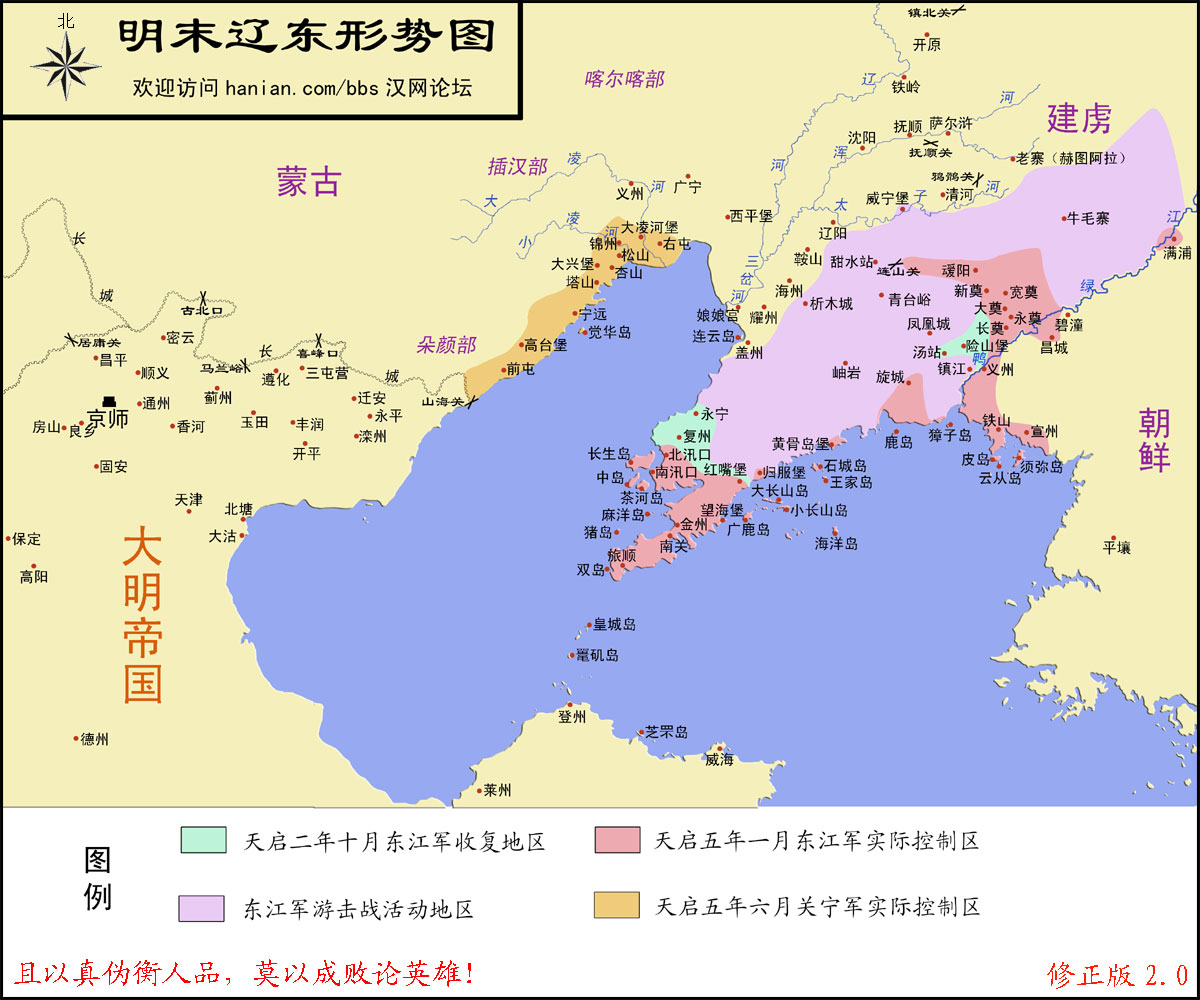 北
明末辽东形势图
欢迎访问 hanian.com/bbs 汉网论坛
镇北关
开原
喀尔喀部
辽
铁岭
河
建虏
抚顺
萨尔浒
沈阳
浑
抚顺关
老寨（赫图阿拉）
插汉部
凌
河
蒙古
义州
河
广宁
鸦鹘关
清河
河
威宁堡
子
大
太
西平堡
牛毛寨
江
凌
小
河
大凌河堡
辽阳
长
锦州
右屯
松山
鞍山
甜水站
连山关
叆阳
满浦
大兴堡
杏山
三
岔
河
塔山
海州
析木城
青台峪
新奠
宽奠
绿
城
古北口
宁远
娘娘宫
耀州
大奠
永奠
碧潼
觉华岛
连云岛
凤凰城
长奠
居庸关
密云
长
喜峰口
朵颜部
高台堡
盖州
汤站
险山堡
昌城
昌平
马兰峪
鸭
顺义
遵化
三屯营
城
前屯
岫岩
旋城
镇江
义州
通州
蓟州
迁安
山海关
京师
永平
永宁
房山
良乡
香河
玉田
丰润
滦州
复州
铁山
宣州
朝鲜
开平
黄骨岛堡
鹿岛
獐子岛
长生岛
北汛口
固安
中岛
南汛口
红嘴堡
归服堡
石城岛
皮岛
须弥岛
王家岛
云从岛
茶河岛
大长山岛
天津
北塘
麻洋岛
望海堡
小长山岛
金州
广鹿岛
大沽
猪岛
海洋岛
保定
南关
平壤
旅顺
高阳
双岛
大明帝国
皇城岛
鼍矶岛
登州
芝罘岛
德州
威海
莱州
图例
天启二年十月东江军收复地区
天启五年一月东江军实际控制区
东江军游击战活动地区
天启五年六月关宁军实际控制区
且以真伪衡人品，莫以成败论英雄！
修正版 2.0